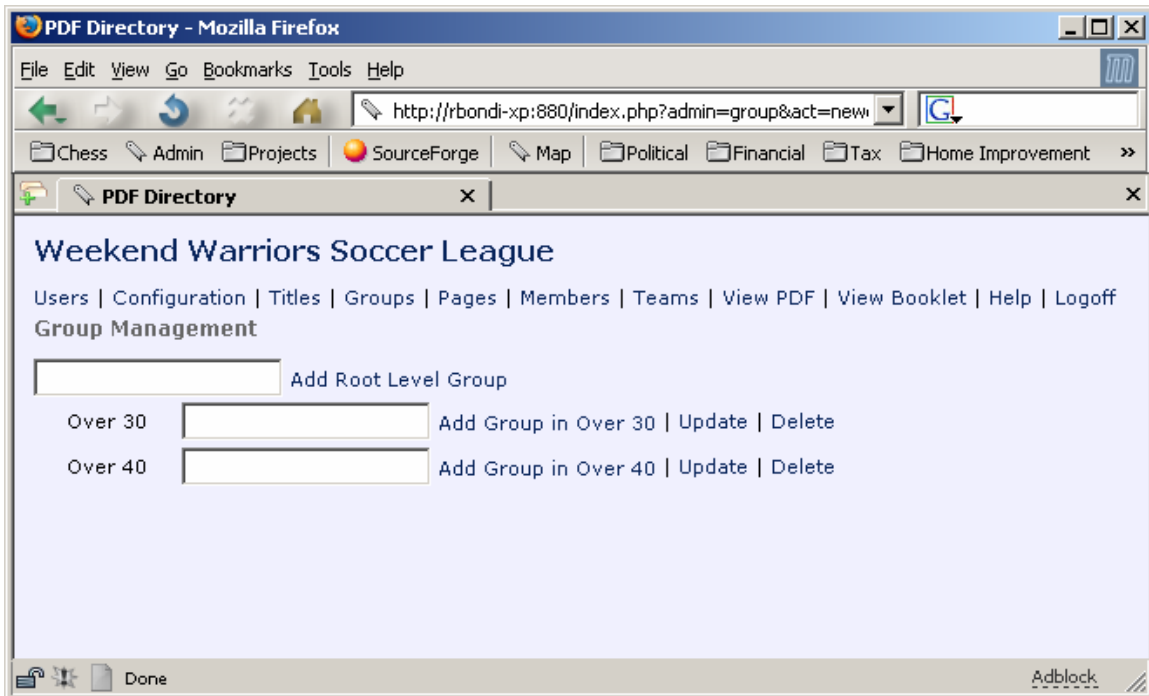 PDF Directory - Mozilla Firefox
File Edit View Go Bookmarks Tools Help
http://rbondi-xp:880/index.php?admin=group&act=new
G
Chess Admin Projects SourceForge Map Political Financial Tax Home Improvement »
PDF Directory
Weekend Warriors Soccer League
Users | Configuration | Titles | Groups | Pages | Members | Teams | View PDF | View Booklet | Help | Logoff
Group Management
Add Root Level Group
Over 30 Add Group in Over 30 | Update | Delete
Over 40 Add Group in Over 40 | Update | Delete
Done Adblock